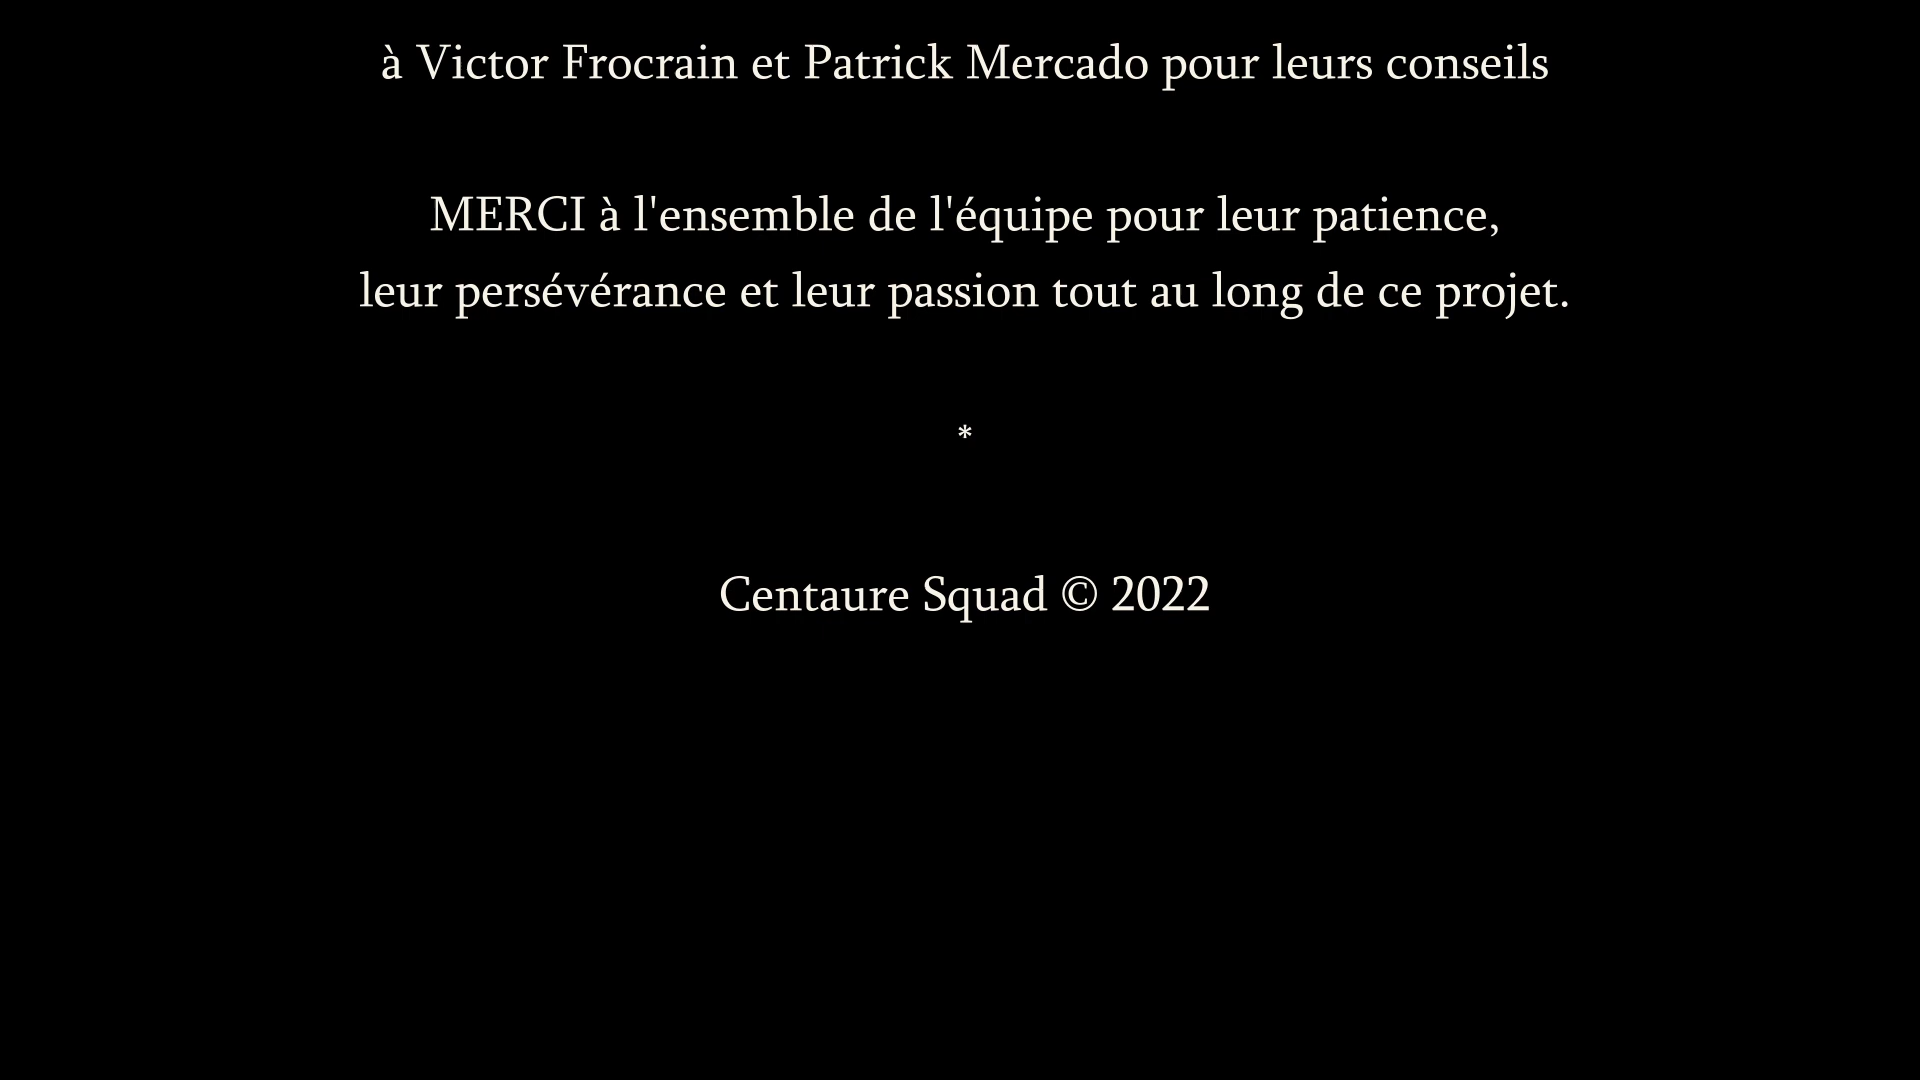 à Victor Frocrain et Patrick Mercado pour leurs conseils
MERCI à l'ensemble de l'équipe pour leur patience,
leur persévérance et leur passion tout au long de ce projet.
*
Centaure Squad © 2022